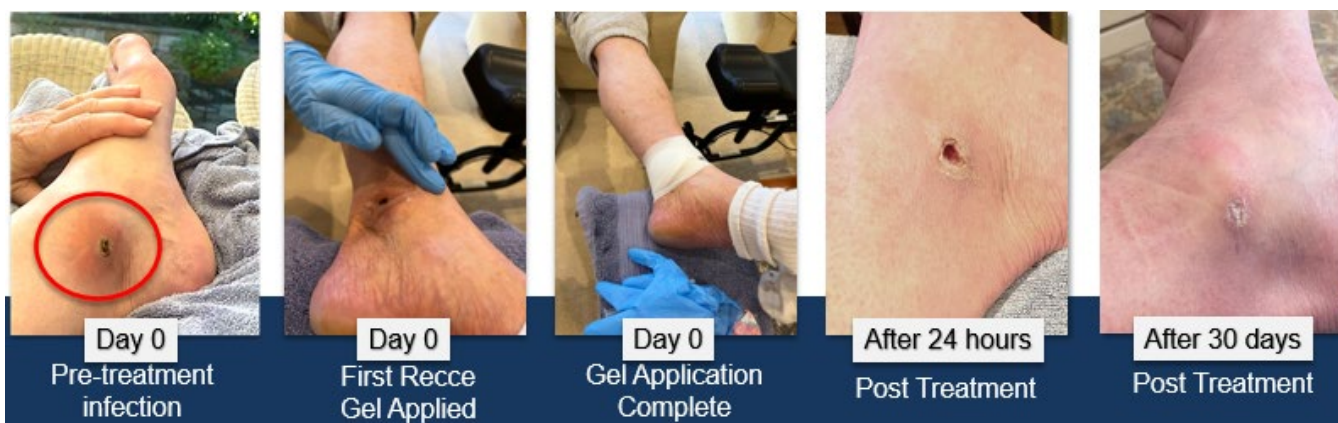 Day 0
Pre-treatment
infection
Day 0
First Recce
Gel Applied
Day 0
Gel Application
Complete
After 24 hours
Post Treatment
After 30 days
Post Treatment